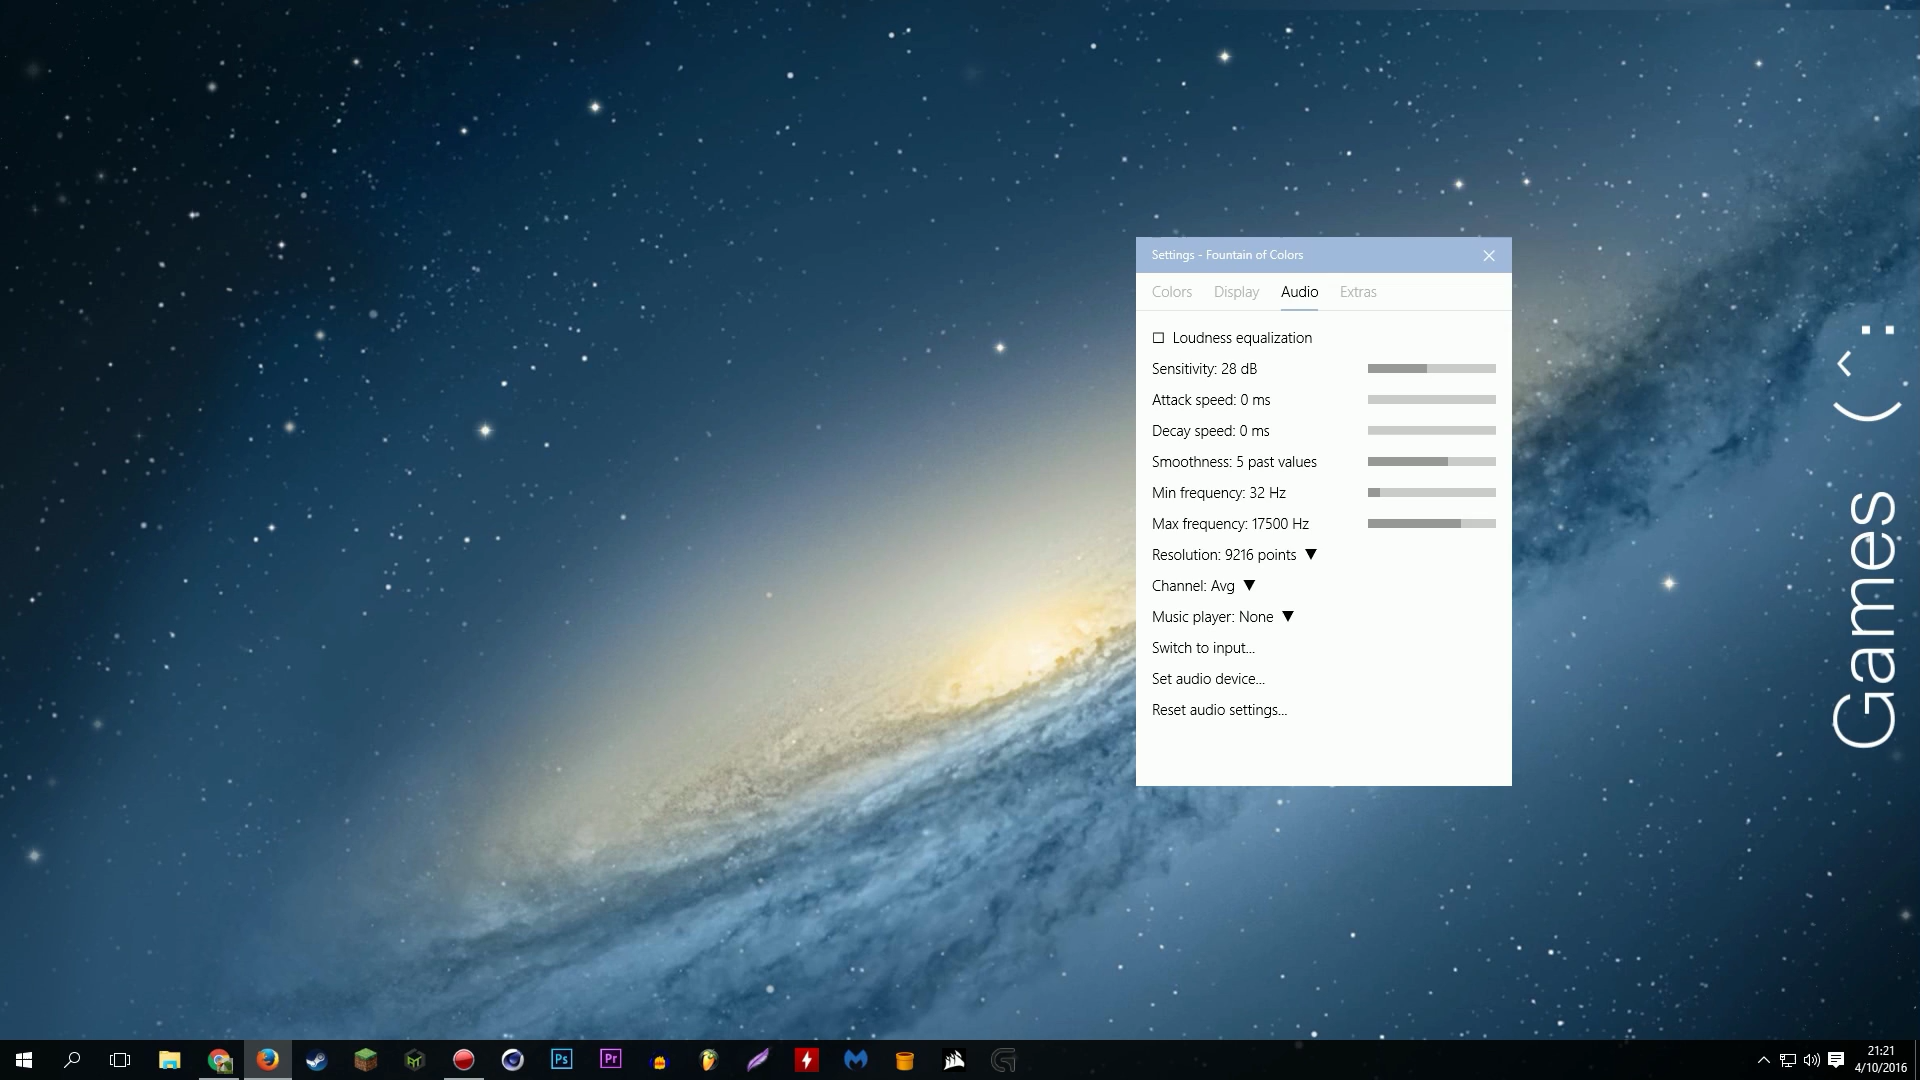 Settings - Fountain of Colors
Colors Display Audio Extras
Loudness equalization
Sensitivity: 28 dB
Attack speed: 0 ms
Decay speed: 0 ms
Smoothness: 5 past values
Min frequency: 32 Hz
Max frequency: 17500 Hz
Resolution: 9216 points ▼
Channel: Avg ▼
Music player: None ▼
Switch to input...
Set audio device...
Reset audio settings...
Games (^:
Ps
Pr
21:21
4/10/2016